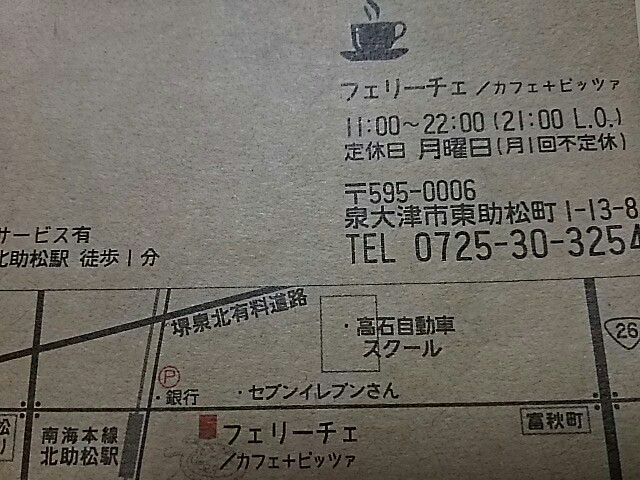 フェリーチェ/カフェ+ピッツァ
11:00~22:00(21:00 L.O.)
定休日 月曜日(月1回不定休)
〒595-0006
泉大津市東助松町1-13-8
TEL 0725-30-3254
サービス有
北助松駅 徒歩1分
堺泉北有料道路
・高石自動車
スクール
26
P
・銀行
・セブンイレブンさん
富秋町
松
南海本線
北助松駅
フェリーチェ
/カフェ+ピッツァ